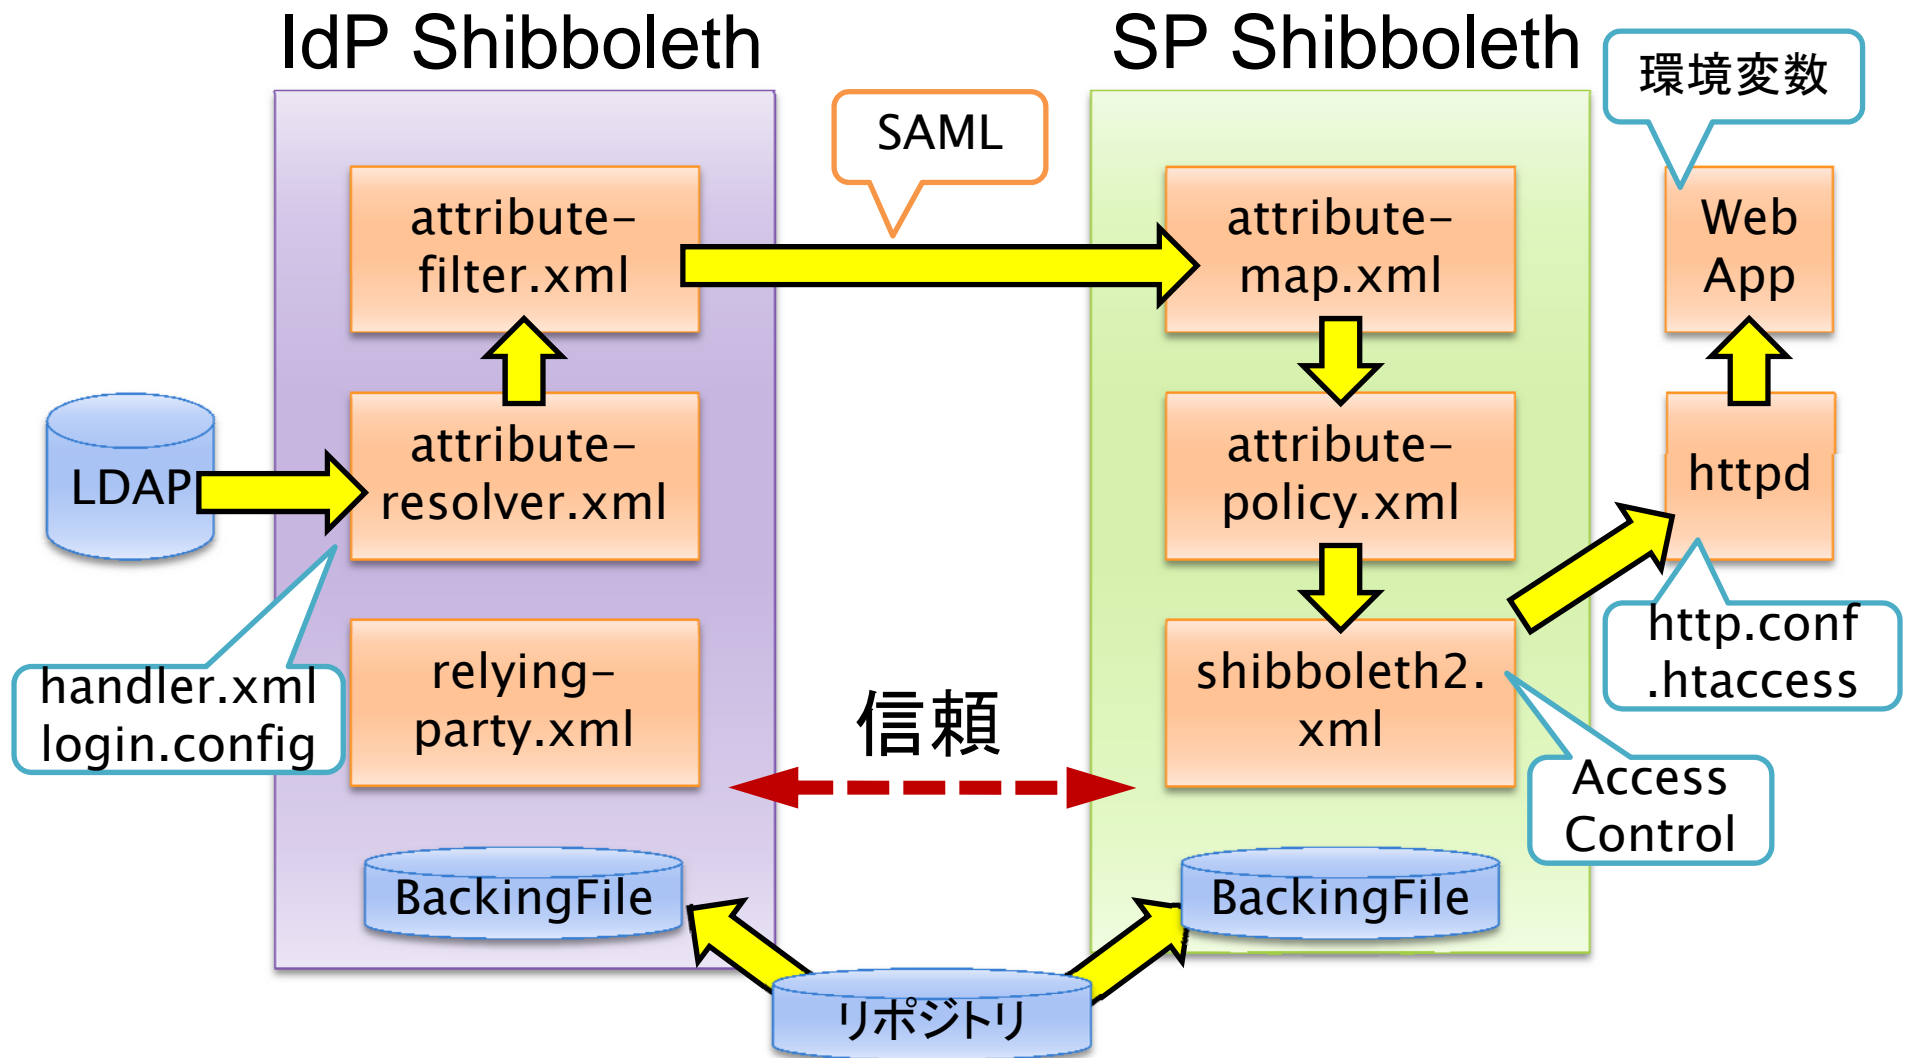 IdP Shibboleth
SP Shibboleth
環境変数
SAML
attribute-
filter.xml
attribute-
map.xml
Web
App
LDAP
attribute-
resolver.xml
attribute-
policy.xml
httpd
handler.xml
login.config
relying-
party.xml
信頼
shibboleth2.
xml
http.conf
.htaccess
Access
Control
BackingFile
BackingFile
リポジトリ